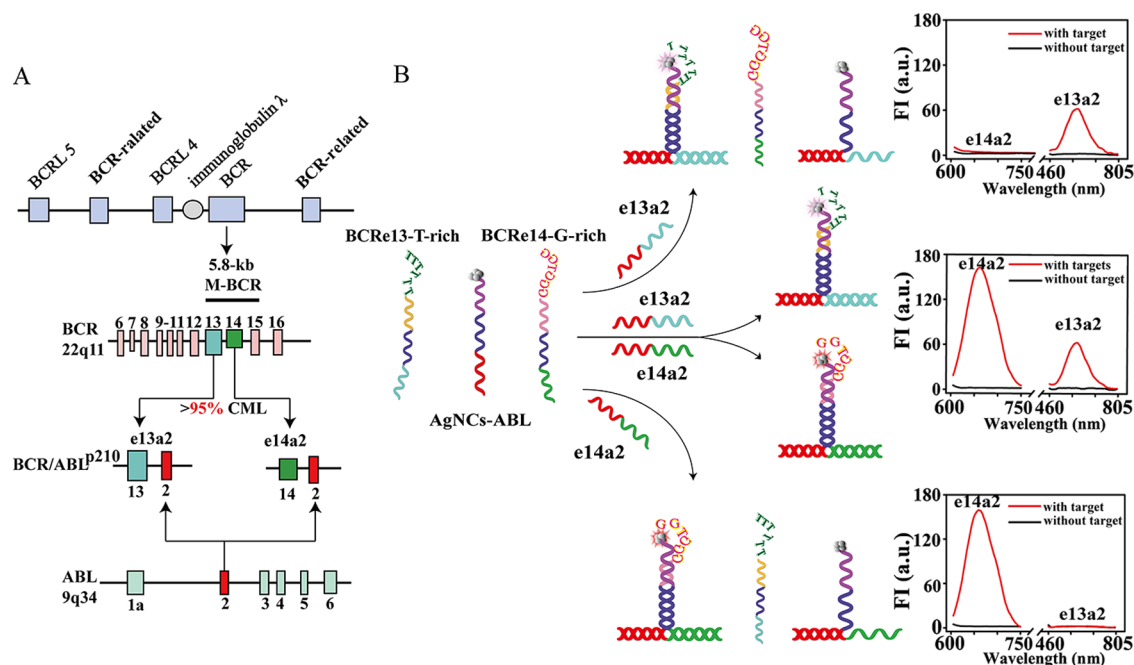 A
BCRL 5
BCR-ralated
BCRL 4
immunoglobulin λ
BCR
BCR-related
5.8-kb
M-BCR
BCR
22q11
6 7 8 9-11 12 13 14 15 16
>95% CML
e13a2
e14a2
BCR/ABLp210
13 2
14 2
ABL
9q34
1a 2 3 4 5 6
B
BCRe13-T-rich
BCRe14-G-rich
AgNCs-ABL
e13a2
e13a2
e14a2
e14a2
FI (a.u.)
180
120
60
0
with target
without target
e13a2
e14a2
600 750 460 805
Wavelength (nm)
FI (a.u.)
180
120
60
0
e14a2
with targets
without target
e13a2
600 750 460 805
Wavelength (nm)
FI (a.u.)
180
120
60
0
e14a2
with target
without target
e13a2
600 750 460 805
Wavelength (nm)